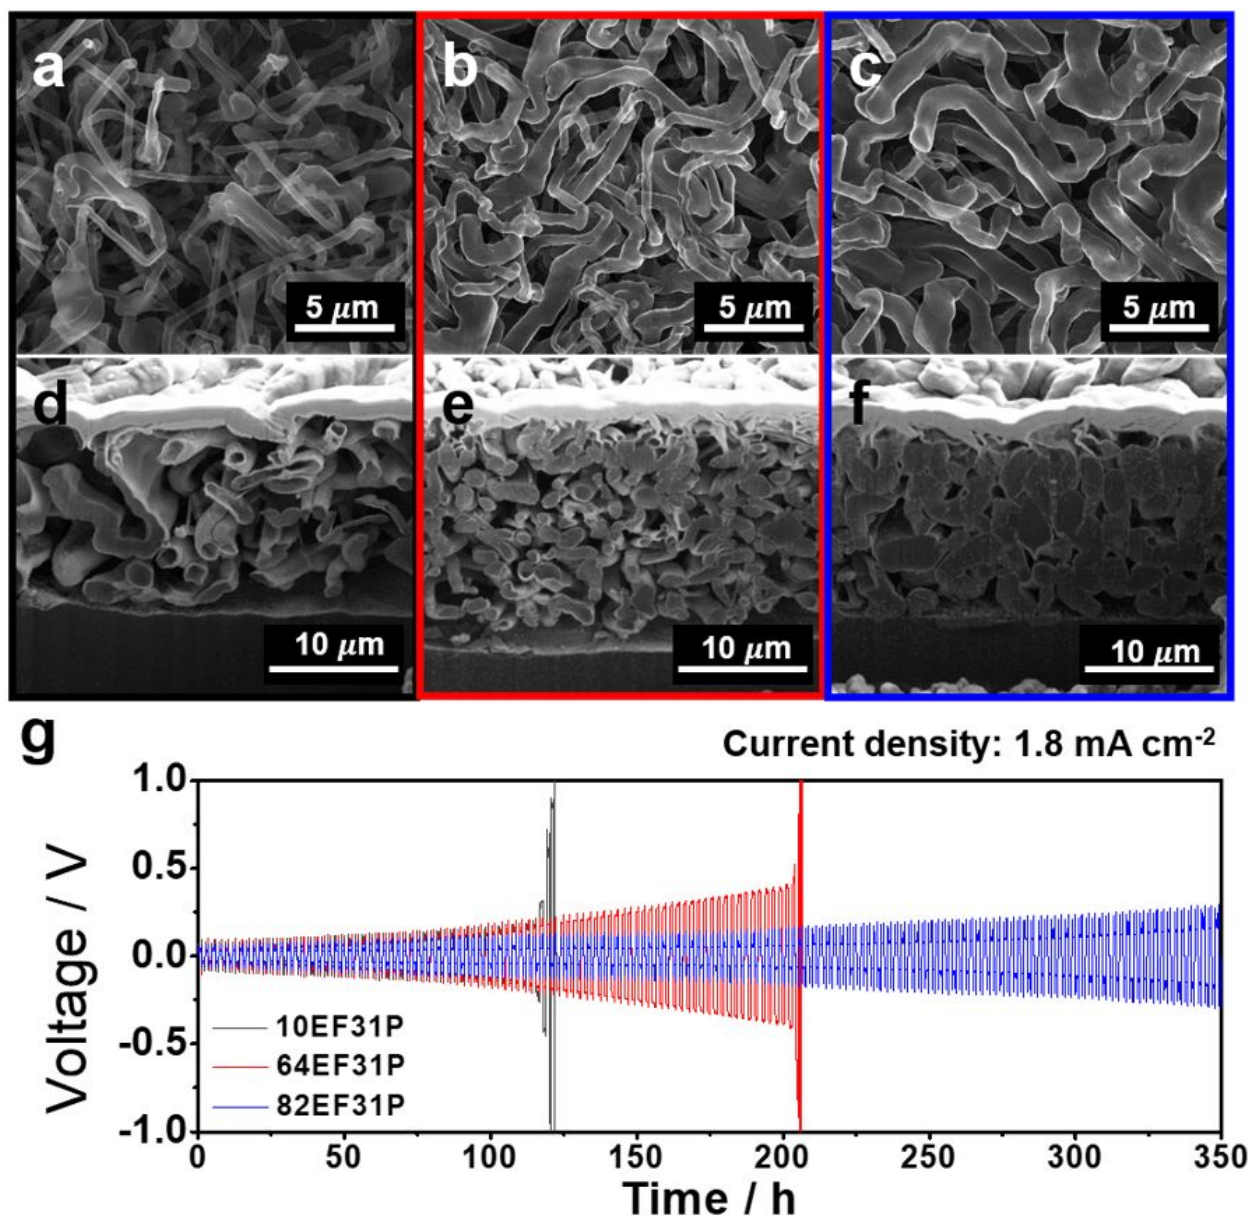 a
b
c
5 μm
5 μm
5 μm
d
e
f
10 μm
10 μm
10 μm
g
Current density: 1.8 mA cm-2
1.0
0.5
0.0
-0.5
-1.0
Voltage / V
10EF31P
64EF31P
82EF31P
0 50 100 150 200 250 300 350
Time / h